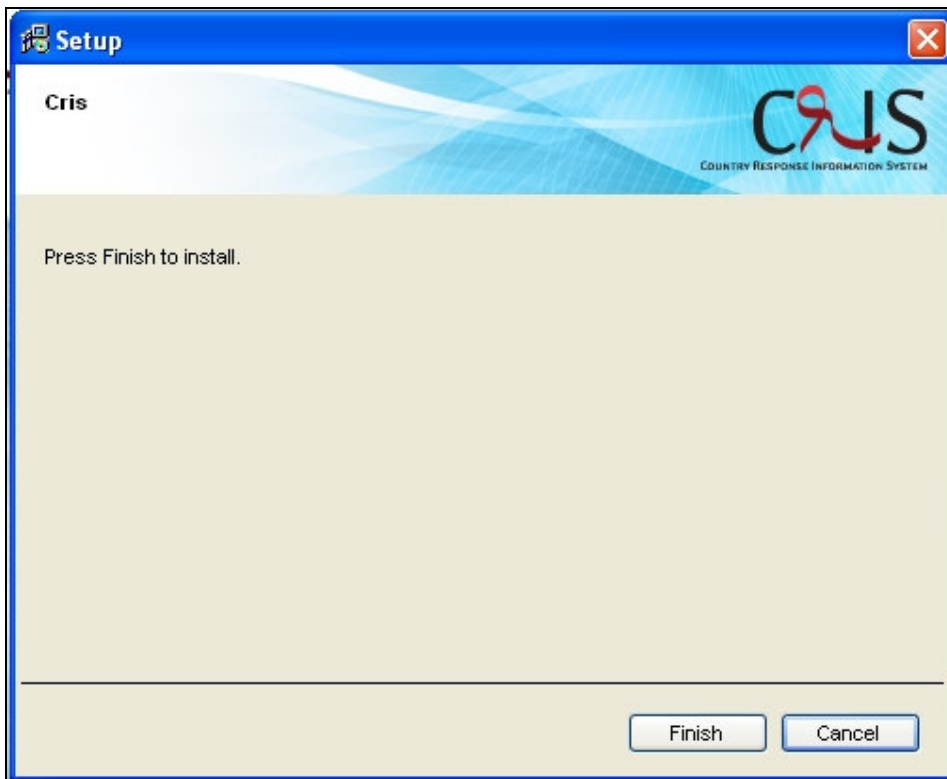 Setup
Cris
CRIS
COUNTRY RESPONSE INFORMATION SYSTEM
Press Finish to install.
Finish
Cancel